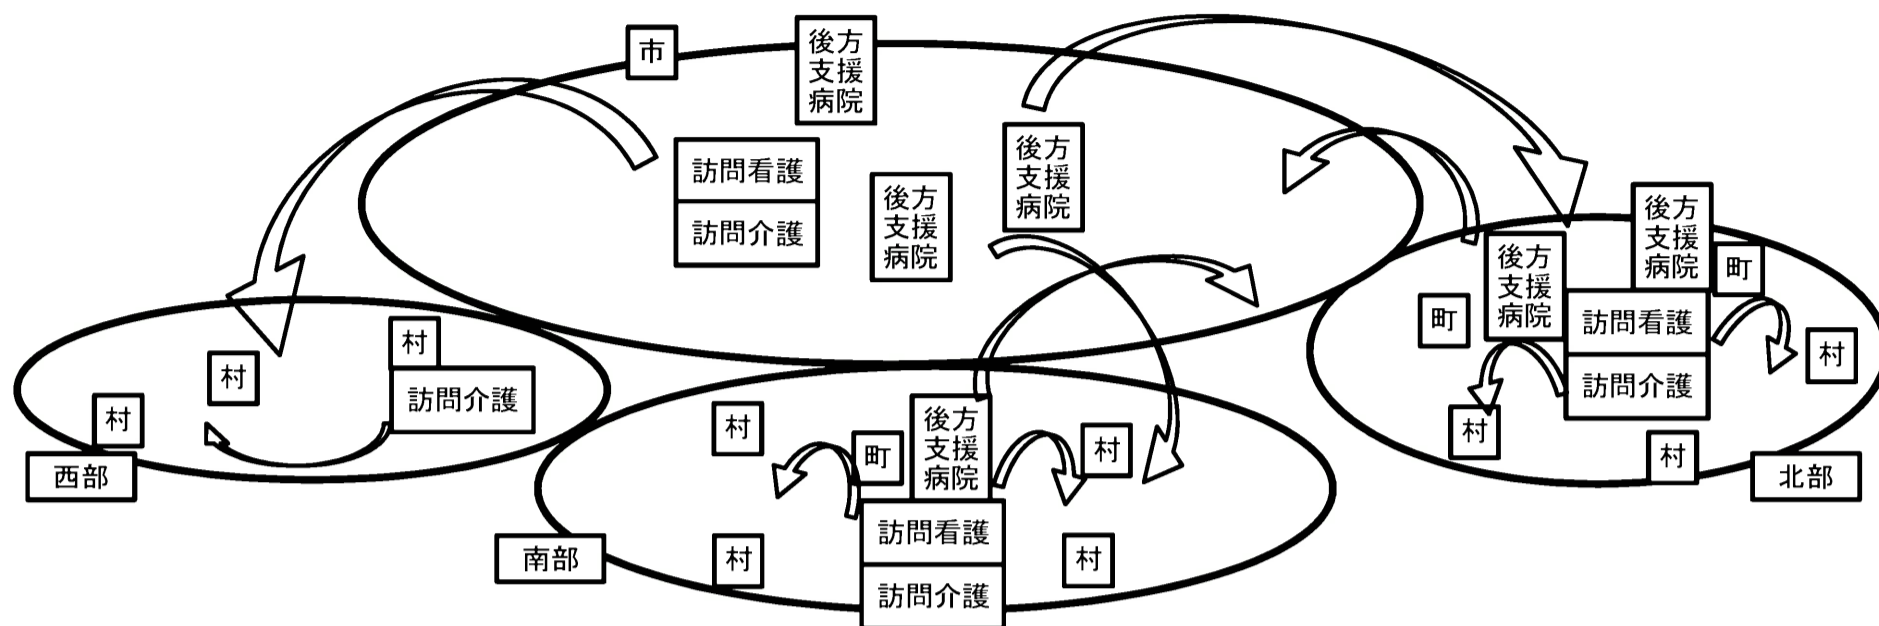 市
後方
支援
病院
訪問看護
訪問介護
後方
支援
病院
後方
支援
病院
村
村
訪問介護
村
西部
後方
支援
病院
村
町
村
訪問看護
訪問介護
村
村
南部
後方
支援
病院
町
後方
支援
病院
町
訪問看護
訪問介護
村
村
村
北部